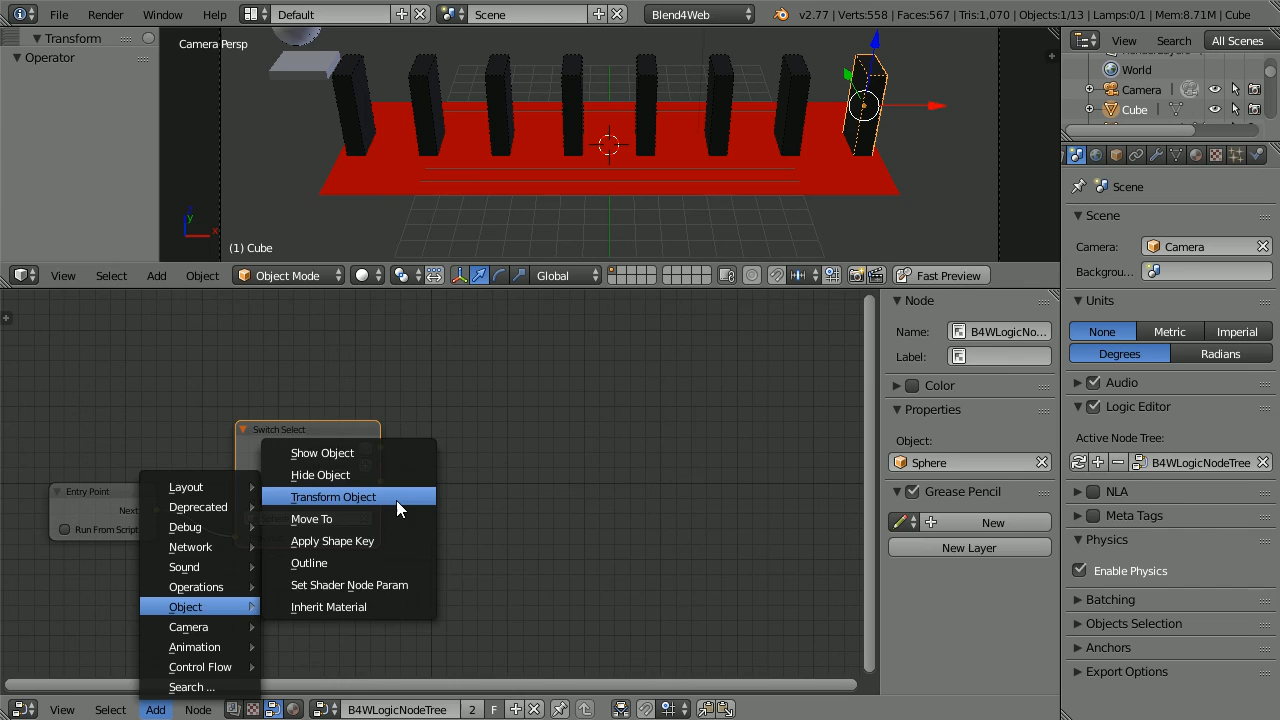 File Render Window Help Default Scene Blend4Web v2.77 | Verts:558 | Faces:567 | Tris:1,070 | Objects:1/13 | Lamps:0/1 | Mem:8.71M | Cube
Transform
Operator
Camera Persp
y
x
(1) Cube
View Search All Scenes
World
Camera
Cube
Scene
Scene
Camera: Camera
Backgrou...
Units
None Metric Imperial
Degrees Radians
Audio
Logic Editor
Active Node Tree:
B4WLogicNodeTree
NLA
Meta Tags
Physics
Enable Physics
Batching
Objects Selection
Anchors
Export Options
View Select Add Object Object Mode Global Fast Preview
Node
Name: B4WLogicNo...
Label:
Color
Properties
Object:
Sphere
Grease Pencil
New
New Layer
Switch Select
Entry Point
Next
Run From Script
Layout
Deprecated
Debug
Network
Sound
Operations
Object
Camera
Animation
Control Flow
Search ...
Show Object
Hide Object
Transform Object
Move To
Apply Shape Key
Outline
Set Shader Node Param
Inherit Material
View Select Add Node B4WLogicNodeTree 2 F